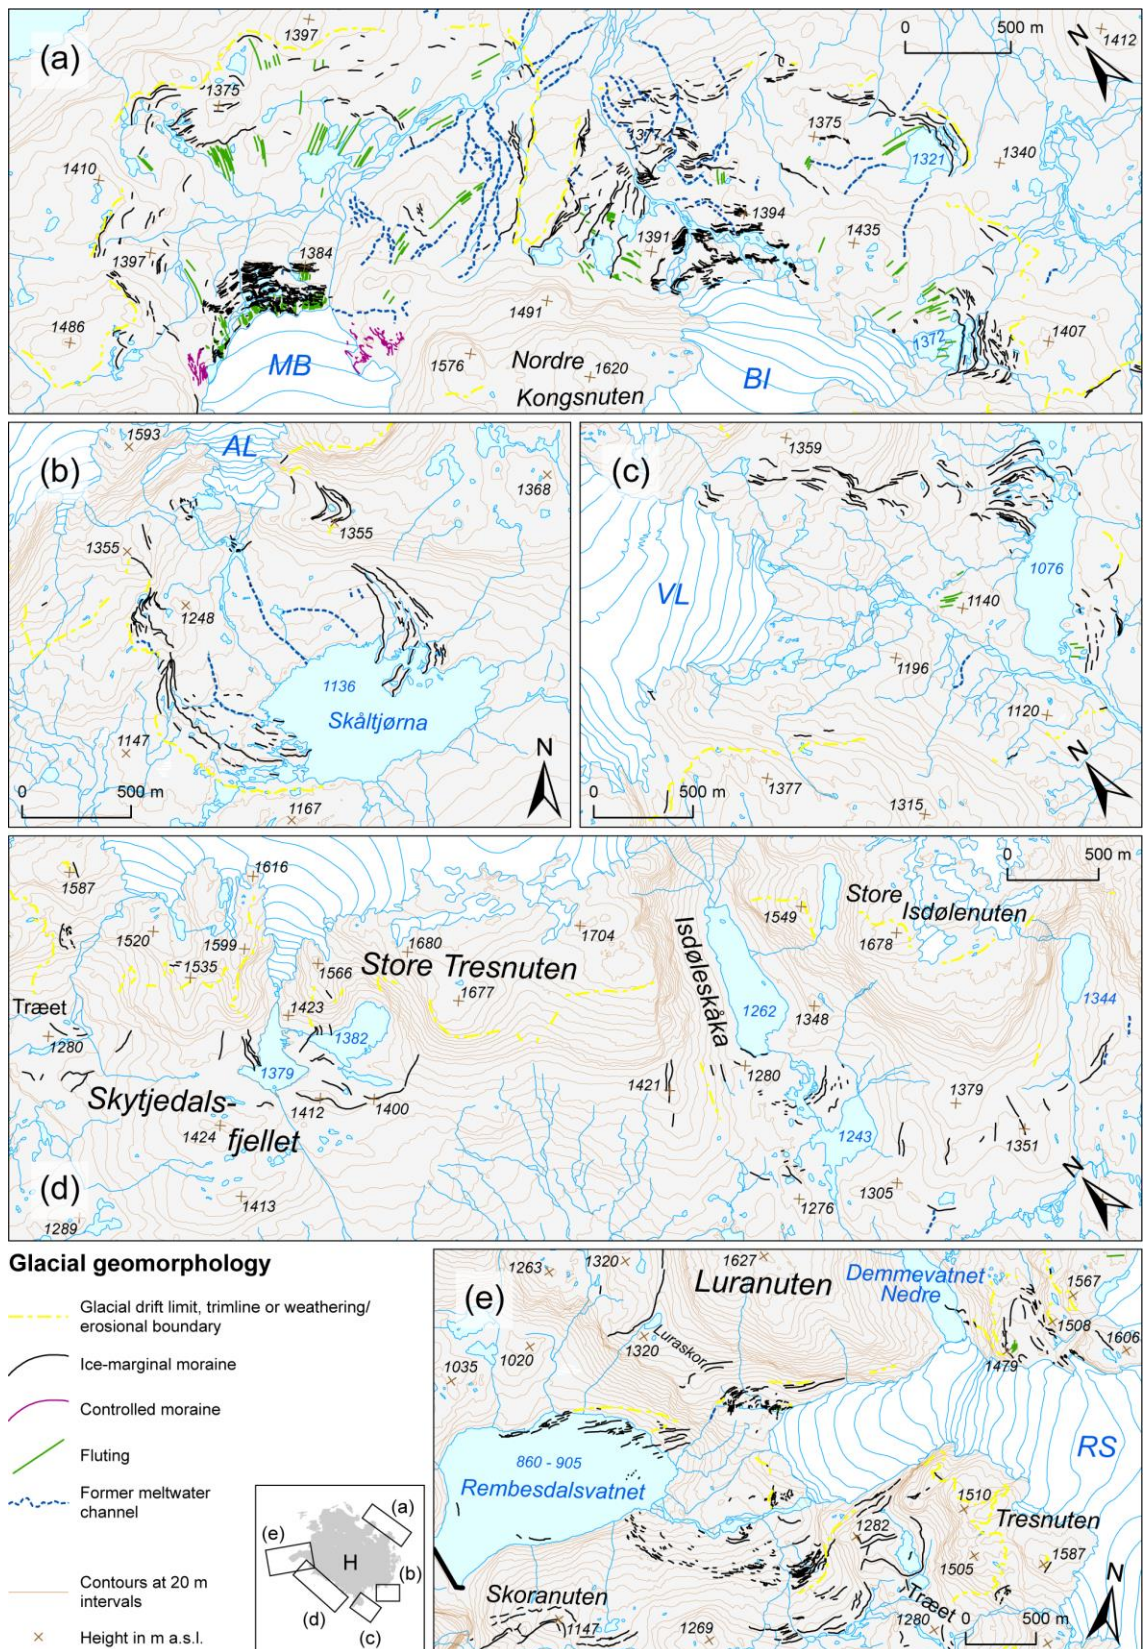 (a)
1397
0 500 m
N
1412
1375
1377
1375
1321
1340
1410
1394
1391
1435
1397
1384
1486
1491
1372
1407
MB
1576
Nordre
1620
Kongsnuten
BI
(b)
1593
AL
1368
1355
1355
1248
1136
Skåltjørna
1147
N
0 500 m
1167
(c)
1359
VL
1076
1140
1196
1120
N
0 500 m
1377
1315
1616
0 500 m
1587
1520
1599
1535
1680
1704
1549
Store
Isdølenuten
1678
1566
Store Tresnuten
1677
Isdøleskåka
Træet
1423
1382
1262
1348
1344
1280
1379
1421
1280
1379
Skytjedals-
fjellet
1412
1400
1424
1243
1351
(d)
1413
1289
1276
1305
N
Glacial geomorphology
Glacial drift limit, trimline or weathering/
erosional boundary
Ice-marginal moraine
Controlled moraine
Fluting
Former meltwater
channel
Contours at 20 m
intervals
Height in m a.s.l.
(a)
(e)
H
(b)
(d)
(c)
(e)
1263
1320
1627
Luranuten
Demmevatnet
Nedre
1567
1508
1606
1479
1035
1020
1320
Luraskor
RS
860 - 905
Rembesdalsvatnet
1510
Tresnuten
1282
1505
1587
Skoranuten
1147
1269
Træet
1280
0 500 m
N